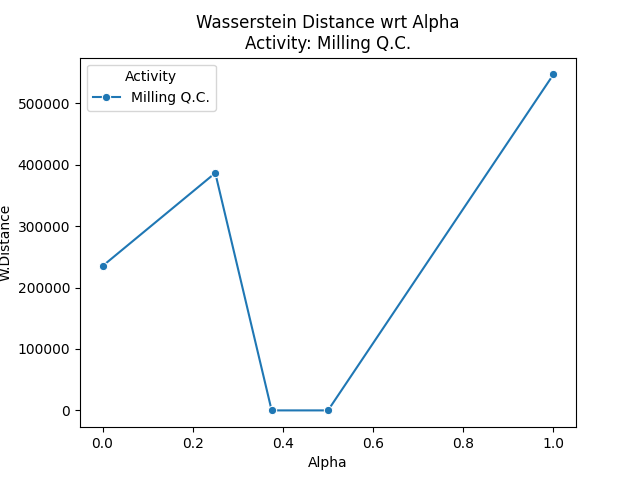 Wasserstein Distance wrt Alpha
Activity: Milling Q.C.
Activity
Milling Q.C.
500000
400000
300000
200000
100000
0
W.Distance
0.0 0.2 0.4 0.6 0.8 1.0
Alpha